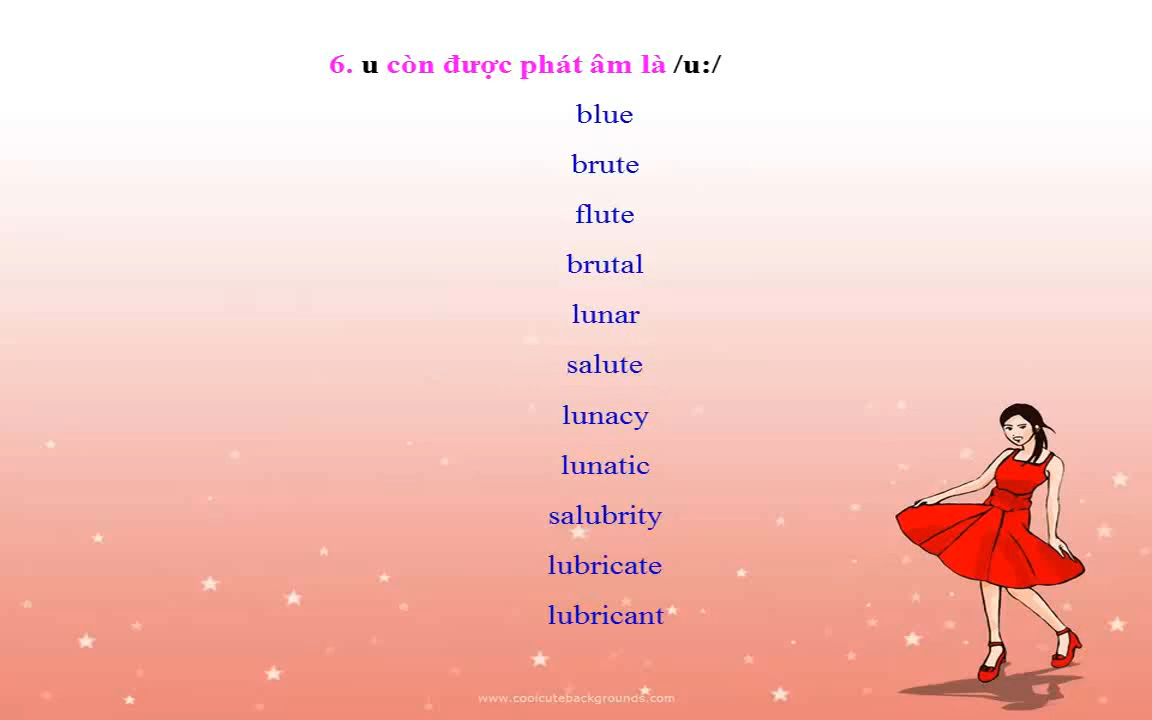 6. u còn được phát âm là /u:/
blue
brute
flute
brutal
lunar
salute
lunacy
lunatic
salubrity
lubricate
lubricant
www.coolcutebackgrounds.com